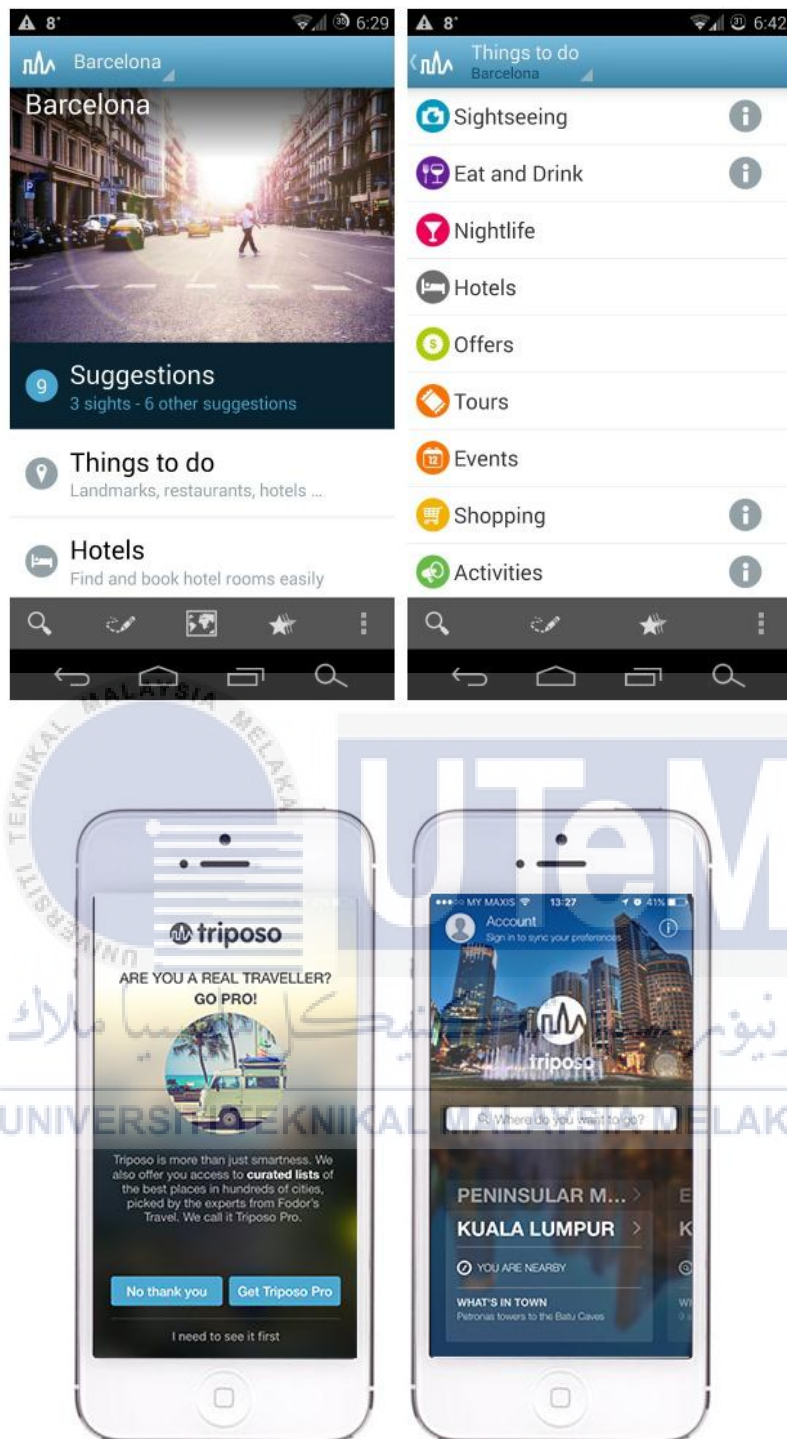 8°
35
6:29
Barcelona
Barcelona
9
Suggestions
3 sights - 6 other suggestions
Things to do
Landmarks, restaurants, hotels ...
Hotels
Find and book hotel rooms easily
8°
31
6:42
Things to do
Barcelona
Sightseeing
Eat and Drink
Nightlife
Hotels
Offers
Tours
12
Events
Shopping
Activities
triposo
ARE YOU A REAL TRAVELLER?
GO PRO!
Triposo is more than just smartness. We
also offer you access to curated lists of
the best places in hundreds of cities,
picked by the experts from Fodor's
Travel. We call it Triposo Pro.
No thank you
Get Triposo Pro
I need to see it first
MY MAXIS
13:27
41%
Account
Sign in to sync your preferences
triposo
Where do you want to go?
PENINSULAR M...
KUALA LUMPUR
YOU ARE NEARBY
WHAT'S IN TOWN
Petronas towers to the Batu Caves
E
K
UTeM
MALAYSIA MELAKA
TEKNIKAL
UNIVERSITI TEKNIKAL MALAYSIA MELAK